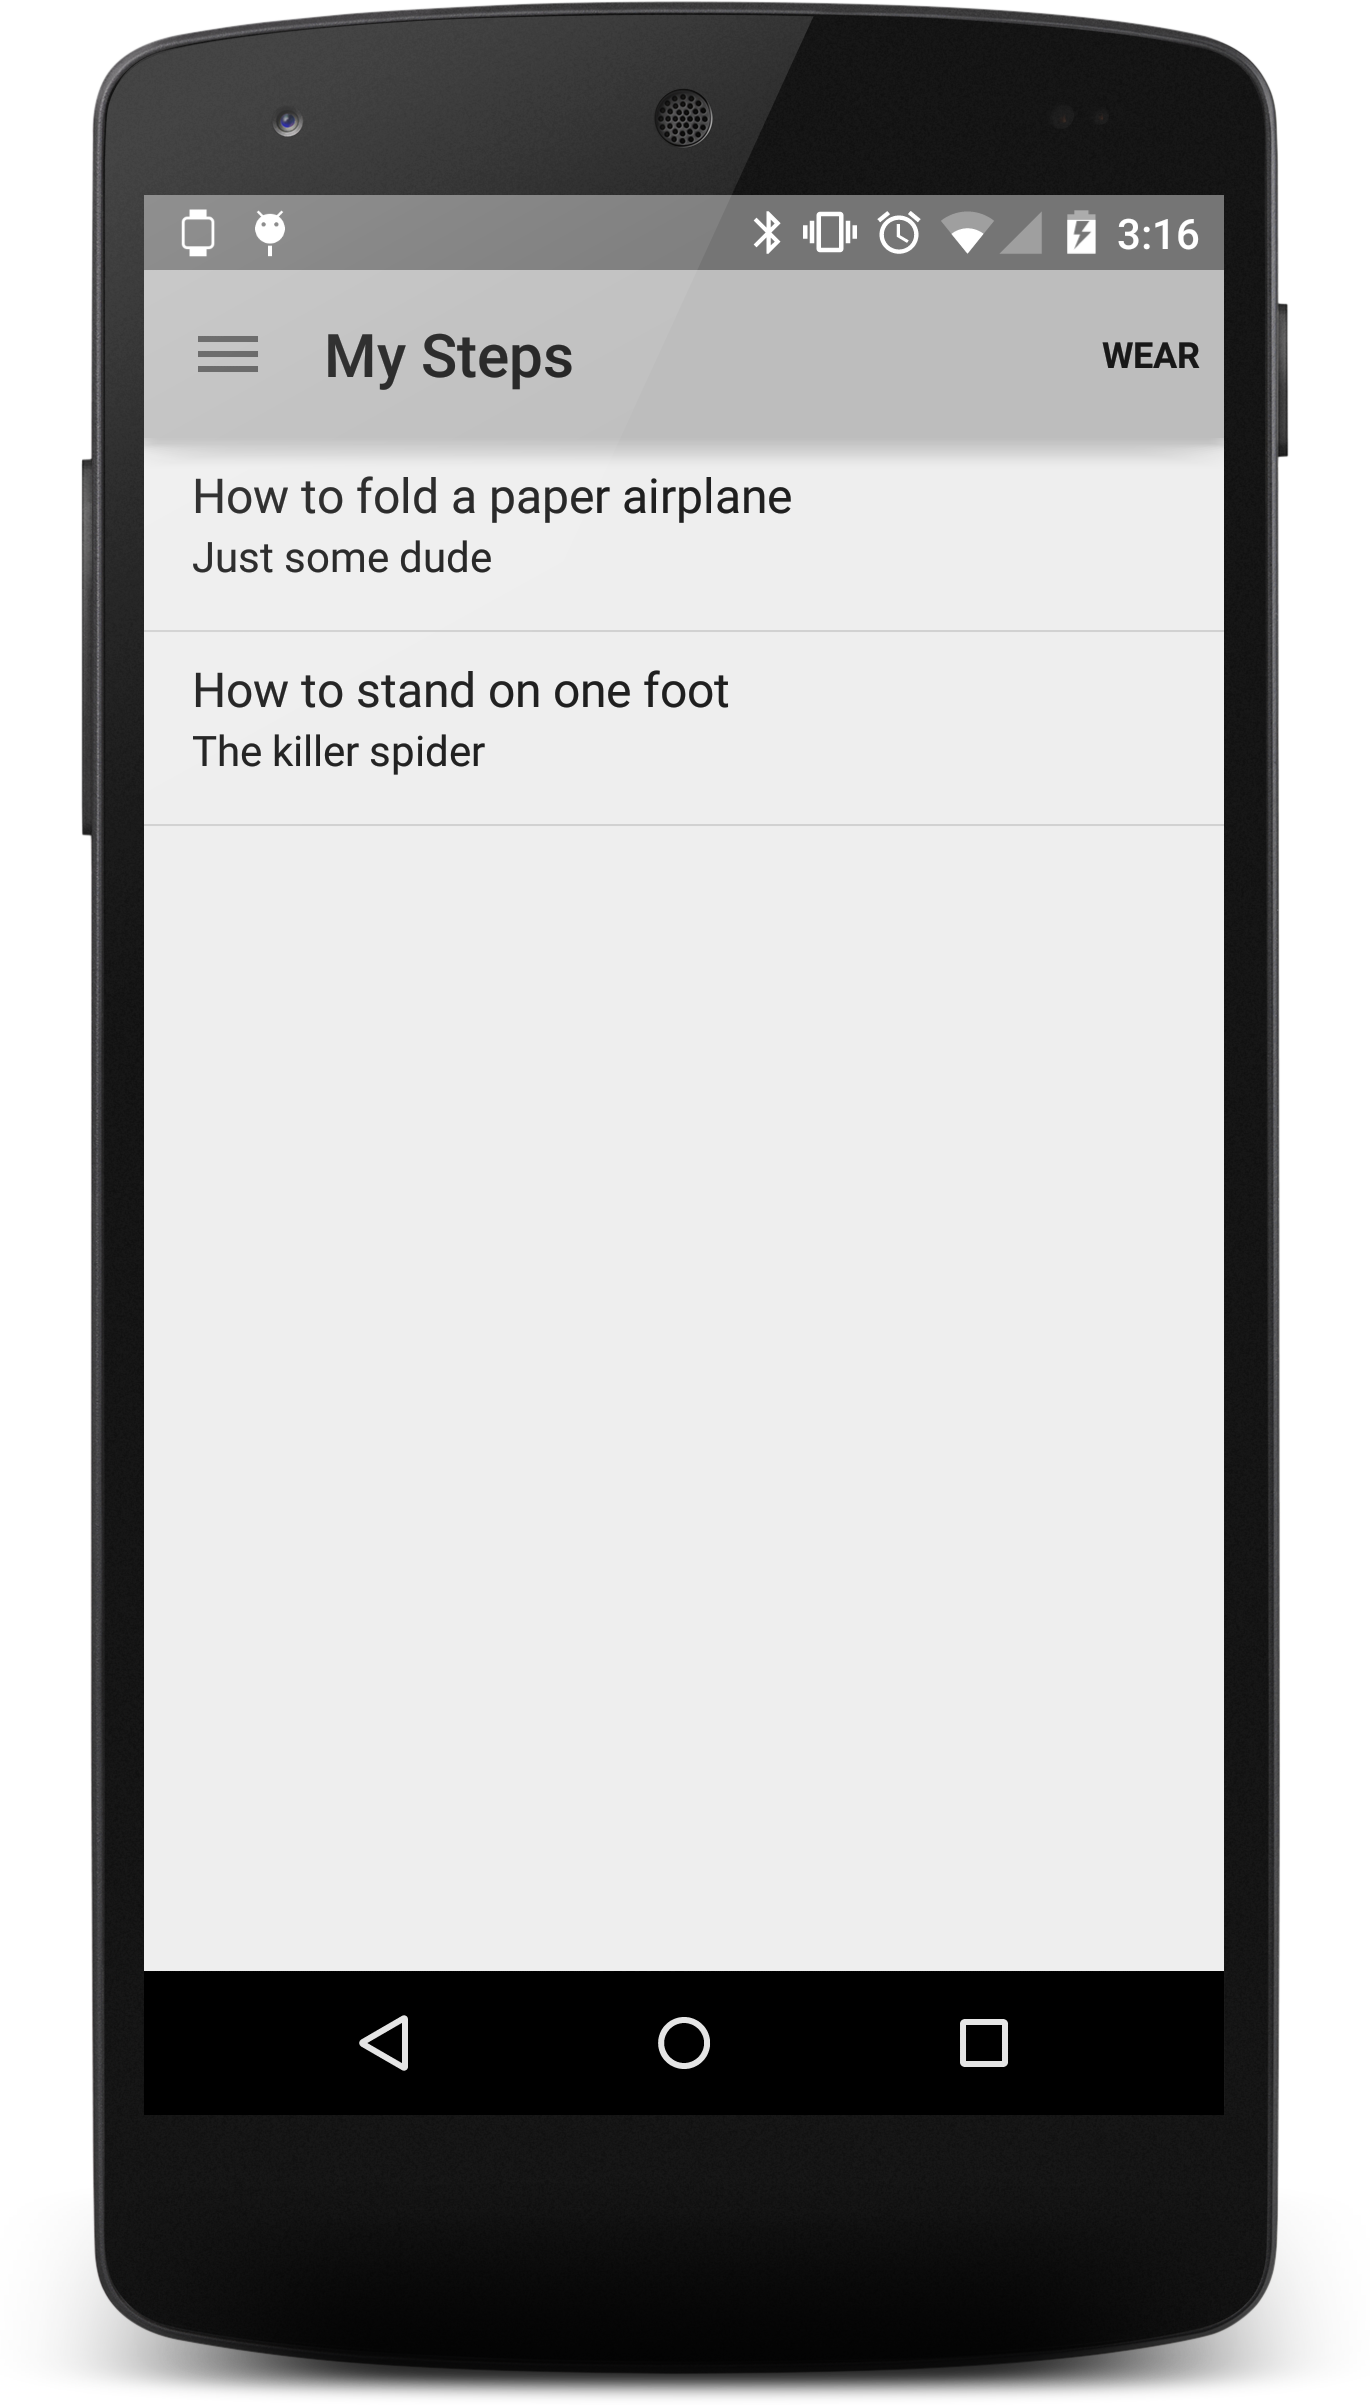 3:16
My Steps
WEAR
How to fold a paper airplane
Just some dude
How to stand on one foot
The killer spider